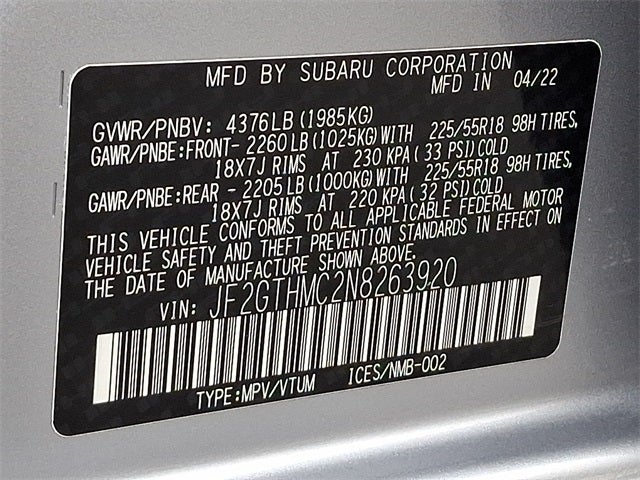 MFD BY SUBARU CORPORATION
MFD IN 04/22
GVWR/PNBV: 4376LB (1985KG)
GAWR/PNBE:FRONT- 2260 LB (1025KG) WITH 225/55R18 98H TIRES,
18X7J RIMS AT 230 KPA (33 PSI) COLD
GAWR/PNBE:REAR - 2205 LB (1000KG) WITH 225/55R18 98H TIRES,
18X7J RIMS AT 220 KPA (32 PSI) COLD
THIS VEHICLE CONFORMS TO ALL APPLICABLE FEDERAL MOTOR
VEHICLE SAFETY AND THEFT PREVENTION STANDARDS IN EFFECT ON
THE DATE OF MANUFACTURE SHOWN ABOVE.
VIN: JF2GTHMC2N8263920
TYPE:MPV/VTUM ICES/NMB-002